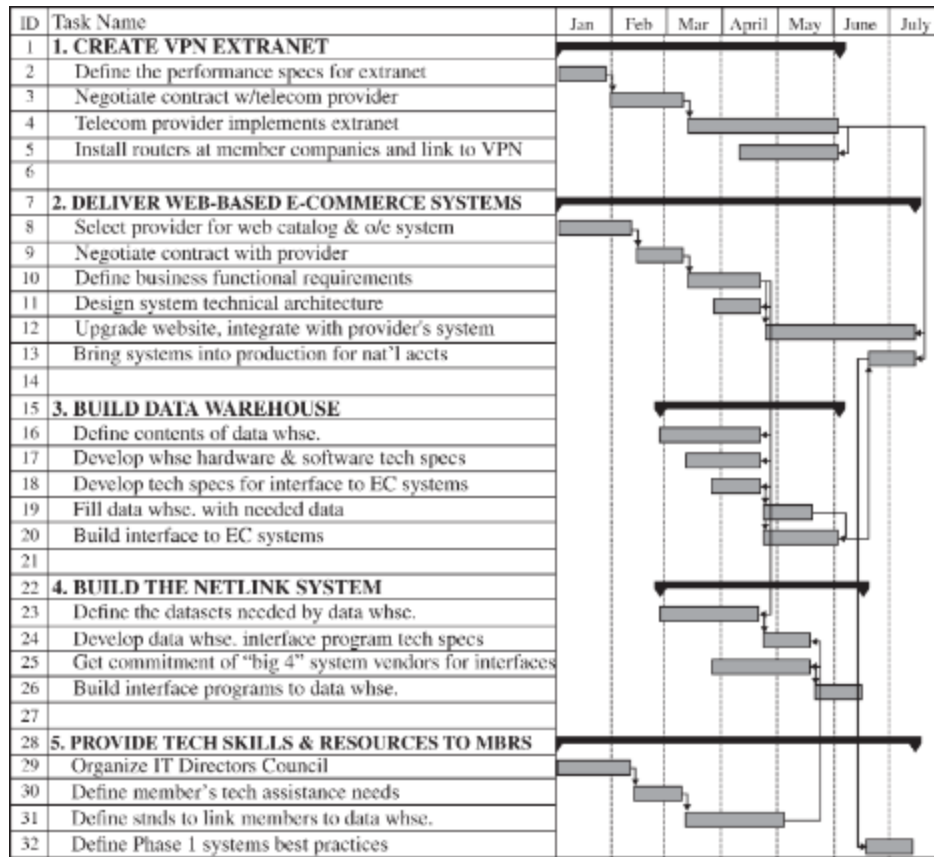 ID Task Name Jan Feb Mar April May June July
1 1. CREATE VPN EXTRANET
2 Define the performance specs for extranet
3 Negotiate contract w/telecom provider
4 Telecom provider implements extranet
5 Install routers at member companies and link to VPN
6
7 2. DELIVER WEB-BASED E-COMMERCE SYSTEMS
8 Select provider for web catalog & o/e system
9 Negotiate contract with provider
10 Define business functional requirements
11 Design system technical architecture
12 Upgrade website, integrate with provider's system
13 Bring systems into production for nat'l accts
14
15 3. BUILD DATA WAREHOUSE
16 Define contents of data whse.
17 Develop whse hardware & software tech specs
18 Develop tech specs for interface to EC systems
19 Fill data whse. with needed data
20 Build interface to EC systems
21
22 4. BUILD THE NETLINK SYSTEM
23 Define the datasets needed by data whse.
24 Develop data whse. interface program tech specs
25 Get commitment of “big 4” system vendors for interfaces
26 Build interface programs to data whse.
27
28 5. PROVIDE TECH SKILLS & RESOURCES TO MBRS
29 Organize IT Directors Council
30 Define member's tech assistance needs
31 Define stnds to link members to data whse.
32 Define Phase 1 systems best practices